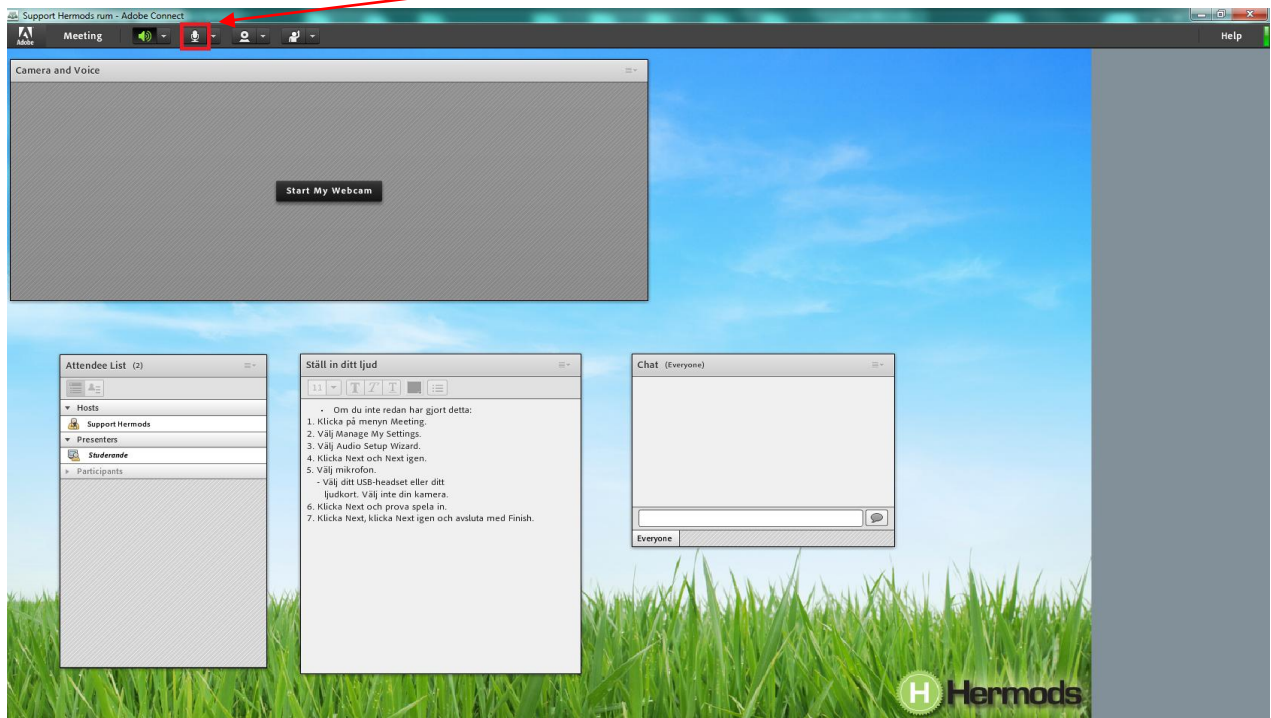 Support Hermods rum - Adobe Connect
Adobe
Meeting
Help
Camera and Voice
Start My Webcam
Attendee List (2)
Hosts
Support Hermods
Presenters
Studerande
Participants
Ställ in ditt ljud
11 T T T
• Om du inte redan har gjort detta:
1. Klicka på menyn Meeting.
2. Välj Manage My Settings.
3. Välj Audio Setup Wizard.
4. Klicka Next och Next igen.
5. Välj mikrofon.
- Välj ditt USB-headset eller ditt
ljudkort. Välj inte din kamera.
6. Klicka Next och prova spela in.
7. Klicka Next, klicka Next igen och avsluta med Finish.
Chat (Everyone)
Everyone
H Hermods